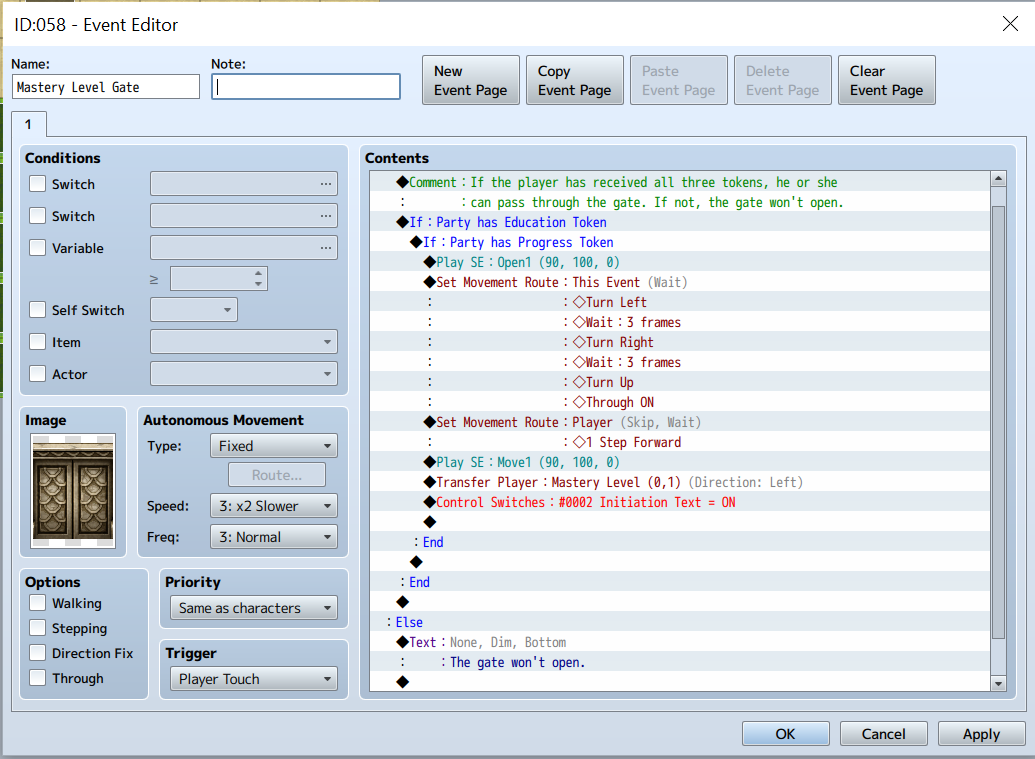 ID:058 - Event Editor
Name:
Note:
Mastery Level Gate
New
Event Page
Copy
Event Page
Paste
Event Page
Delete
Event Page
Clear
Event Page
1
Conditions
Switch
...
Switch
...
Variable
...
≥
Self Switch
Item
Actor
Image
Autonomous Movement
Type:
Fixed
Route...
Speed:
3: x2 Slower
Freq:
3: Normal
Options
Walking
Stepping
Direction Fix
Through
Priority
Same as characters
Trigger
Player Touch
Contents
◆Comment：If the player has received all three tokens, he or she
：　　　：can pass through the gate. If not, the gate won't open.
◆If：Party has Education Token
◆If：Party has Progress Token
◆Play SE：Open1 (90, 100, 0)
◆Set Movement Route：This Event (Wait)
：　　　：◇Turn Left
：　　　：◇Wait：3 frames
：　　　：◇Turn Right
：　　　：◇Wait：3 frames
：　　　：◇Turn Up
：　　　：◇Through ON
◆Set Movement Route：Player (Skip, Wait)
：　　　：◇1 Step Forward
◆Play SE：Move1 (90, 100, 0)
◆Transfer Player：Mastery Level (0,1) (Direction: Left)
◆Control Switches：#0002 Initiation Text = ON
◆
：End
◆
：End
◆
：Else
◆Text：None, Dim, Bottom
：　　：The gate won't open.
◆
OK
Cancel
Apply